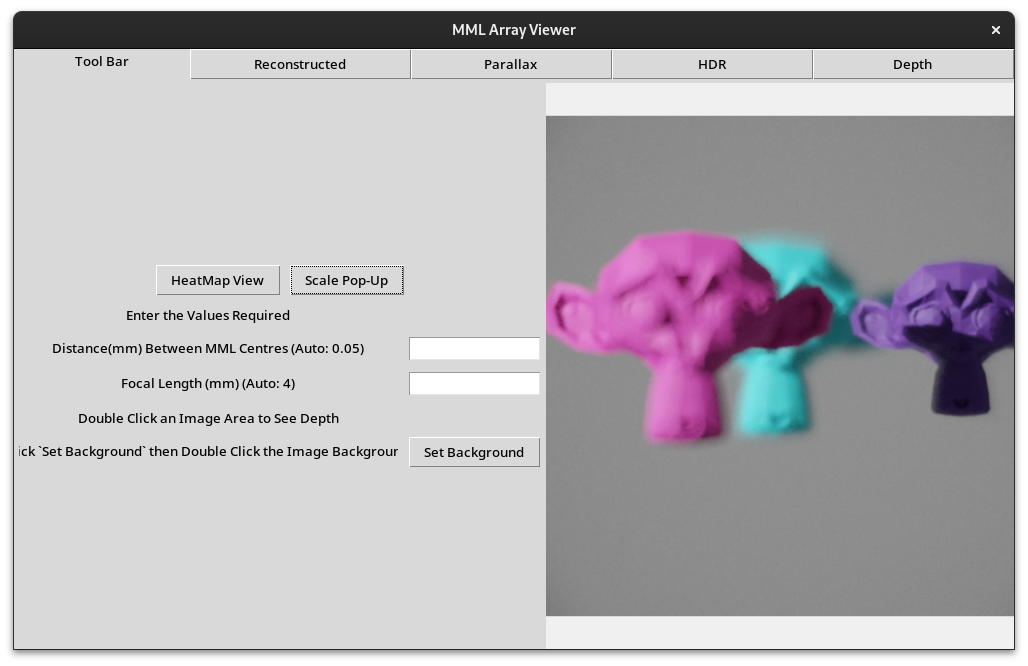 MML Array Viewer
Tool Bar Reconstructed Parallax HDR Depth
HeatMap View Scale Pop-Up
Enter the Values Required
Distance(mm) Between MML Centres (Auto: 0.05)
Focal Length (mm) (Auto: 4)
Double Click an Image Area to See Depth
`Set Background` then Double Click the Image Set Background